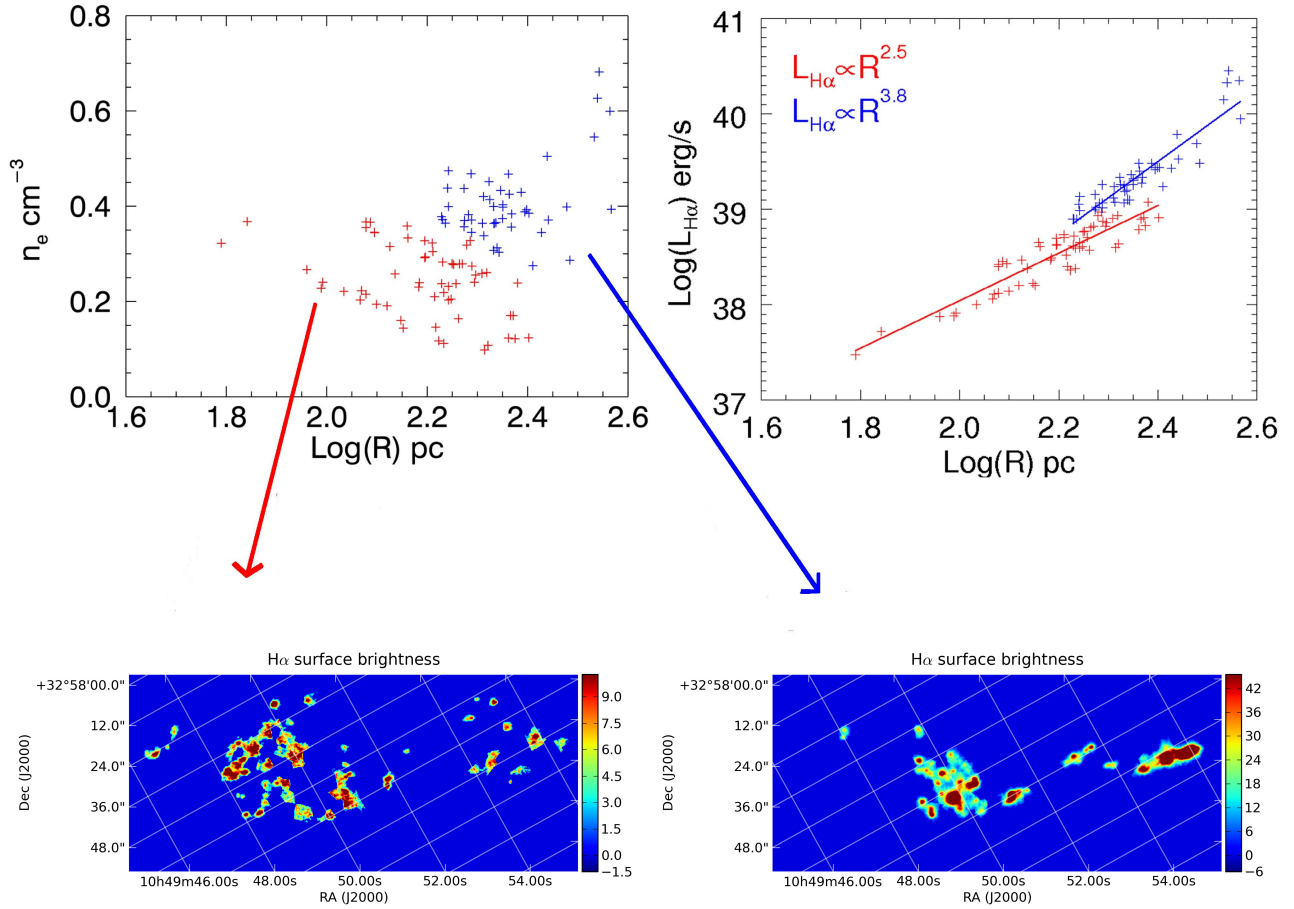 0.8
0.6
0.4
0.2
0.0
n_e cm^-3
1.6 1.8 2.0 2.2 2.4 2.6
Log(R) pc
41
40
39
38
37
Log(L_Hα) erg/s
L_Hα∝R^2.5
L_Hα∝R^3.8
1.6 1.8 2.0 2.2 2.4 2.6
Log(R) pc
Hα surface brightness
+32°58'00.0"
12.0"
24.0"
36.0"
48.0"
Dec (J2000)
10h49m46.00s 48.00s 50.00s 52.00s 54.00s
RA (J2000)
9.0
7.5
6.0
4.5
3.0
1.5
0.0
−1.5
Hα surface brightness
+32°58'00.0"
12.0"
24.0"
36.0"
48.0"
Dec (J2000)
10h49m46.00s 48.00s 50.00s 52.00s 54.00s
RA (J2000)
42
36
30
24
18
12
6
0
−6